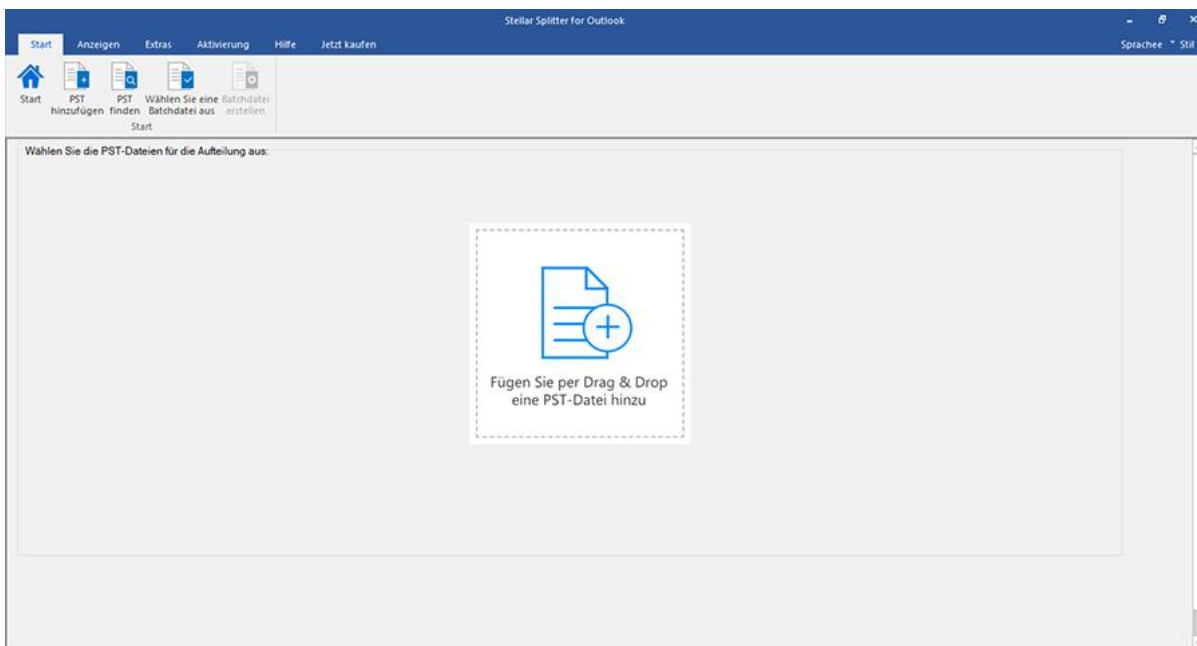 Stellar Splitter for Outlook
Start Anzeigen Extras Aktivierung Hilfe Jetzt kaufen Sprachee Stil
Start PST PST Wählen Sie eine Batchdatei
hinzufügen finden Batchdatei aus erstellen
Start
Wählen Sie die PST-Dateien für die Aufteilung aus:
Fügen Sie per Drag & Drop
eine PST-Datei hinzu